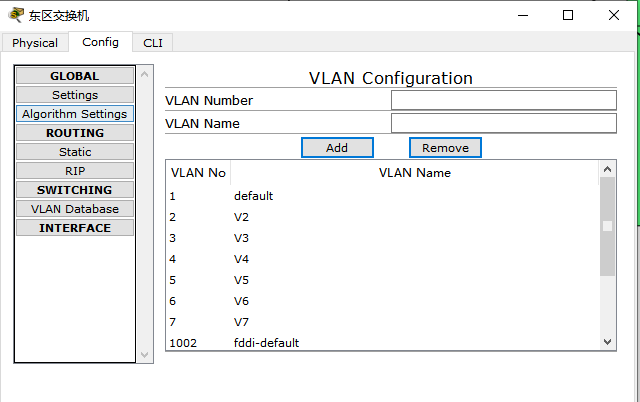 东区交换机
Physical Config CLI
GLOBAL
Settings
Algorithm Settings
ROUTING
Static
RIP
SWITCHING
VLAN Database
INTERFACE
VLAN Configuration
VLAN Number
VLAN Name
Add Remove
VLAN No VLAN Name
1 default
2 V2
3 V3
4 V4
5 V5
6 V6
7 V7
1002 fddi-default